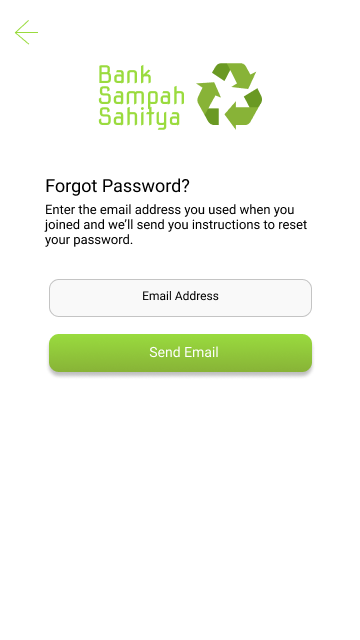 Bank
Sampah
Sahitya
Forgot Password?
Enter the email address you used when you
joined and we'll send you instructions to reset
your password.
Email Address
Send Email